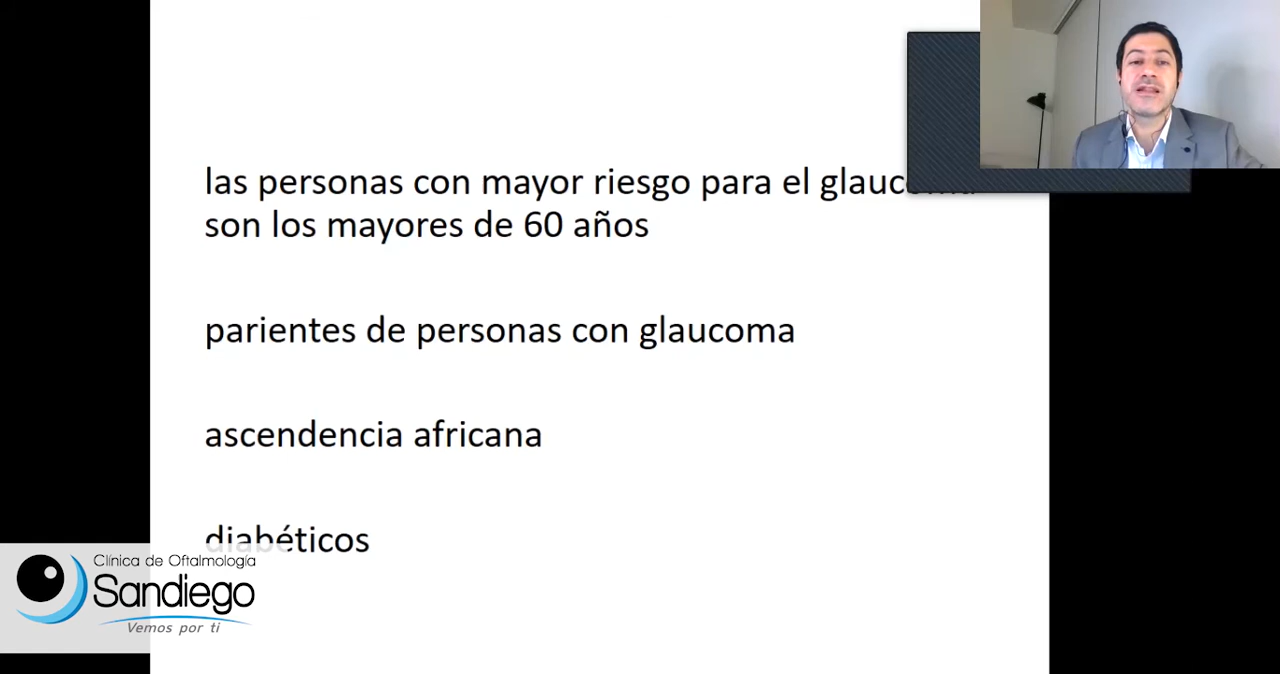 las personas con mayor riesgo para el glaucoma
son los mayores de 60 años
parientes de personas con glaucoma
ascendencia africana
diabéticos
Clínica de Oftalmología
Sandiego
Vemos por ti